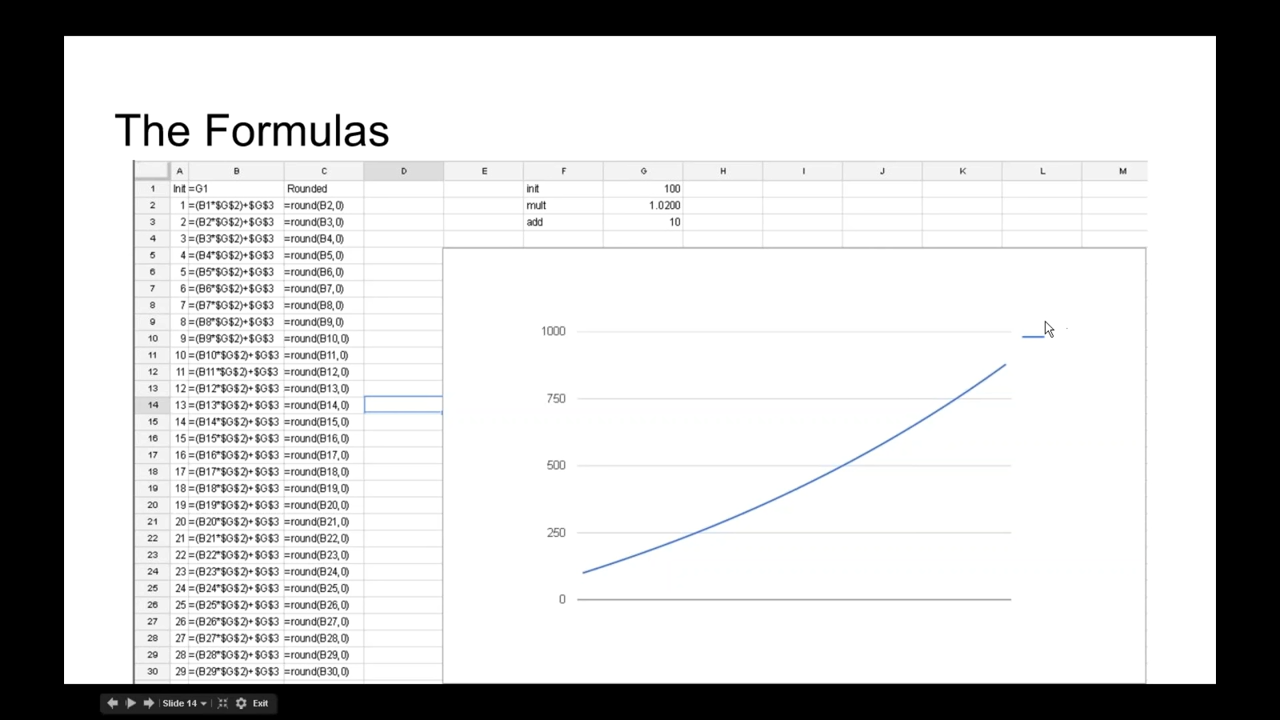 The Formulas
A B C D E F G H I J K L M
1 Init =G1 Rounded init 100
2 1 =(B1*$G$2)+$G$3 =round(B2,0) mult 1.0200
3 2 =(B2*$G$2)+$G$3 =round(B3,0) add 10
4 3 =(B3*$G$2)+$G$3 =round(B4,0)
5 4 =(B4*$G$2)+$G$3 =round(B5,0)
6 5 =(B5*$G$2)+$G$3 =round(B6,0)
7 6 =(B6*$G$2)+$G$3 =round(B7,0)
8 7 =(B7*$G$2)+$G$3 =round(B8,0)
9 8 =(B8*$G$2)+$G$3 =round(B9,0)
10 9 =(B9*$G$2)+$G$3 =round(B10,0)
11 10 =(B10*$G$2)+$G$3 =round(B11,0)
12 11 =(B11*$G$2)+$G$3 =round(B12,0)
13 12 =(B12*$G$2)+$G$3 =round(B13,0)
14 13 =(B13*$G$2)+$G$3 =round(B14,0)
15 14 =(B14*$G$2)+$G$3 =round(B15,0)
16 15 =(B15*$G$2)+$G$3 =round(B16,0)
17 16 =(B16*$G$2)+$G$3 =round(B17,0)
18 17 =(B17*$G$2)+$G$3 =round(B18,0)
19 18 =(B18*$G$2)+$G$3 =round(B19,0)
20 19 =(B19*$G$2)+$G$3 =round(B20,0)
21 20 =(B20*$G$2)+$G$3 =round(B21,0)
22 21 =(B21*$G$2)+$G$3 =round(B22,0)
23 22 =(B22*$G$2)+$G$3 =round(B23,0)
24 23 =(B23*$G$2)+$G$3 =round(B24,0)
25 24 =(B24*$G$2)+$G$3 =round(B25,0)
26 25 =(B25*$G$2)+$G$3 =round(B26,0)
27 26 =(B26*$G$2)+$G$3 =round(B27,0)
28 27 =(B27*$G$2)+$G$3 =round(B28,0)
29 28 =(B28*$G$2)+$G$3 =round(B29,0)
30 29 =(B29*$G$2)+$G$3 =round(B30,0)
1000
750
500
250
0
Slide 14 Exit